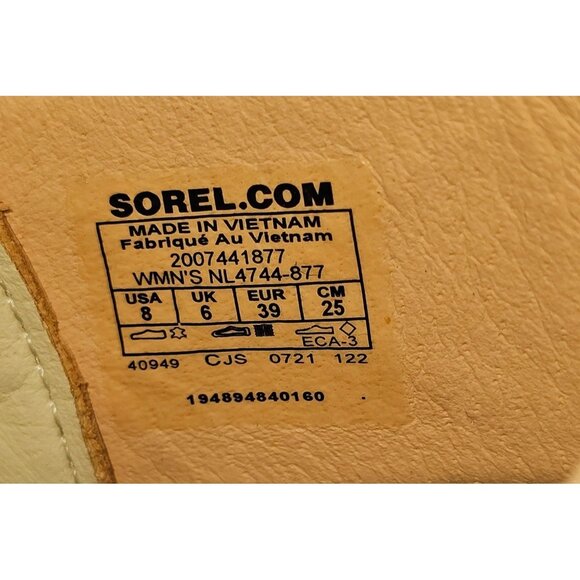 SOREL.COM
MADE IN VIETNAM
Fabriqué Au Vietnam
2007441877
WMN'S NL4744-877
USA UK EUR CM
8 6 39 25
ECA-3
40949 CJS 0721 122
194894840160